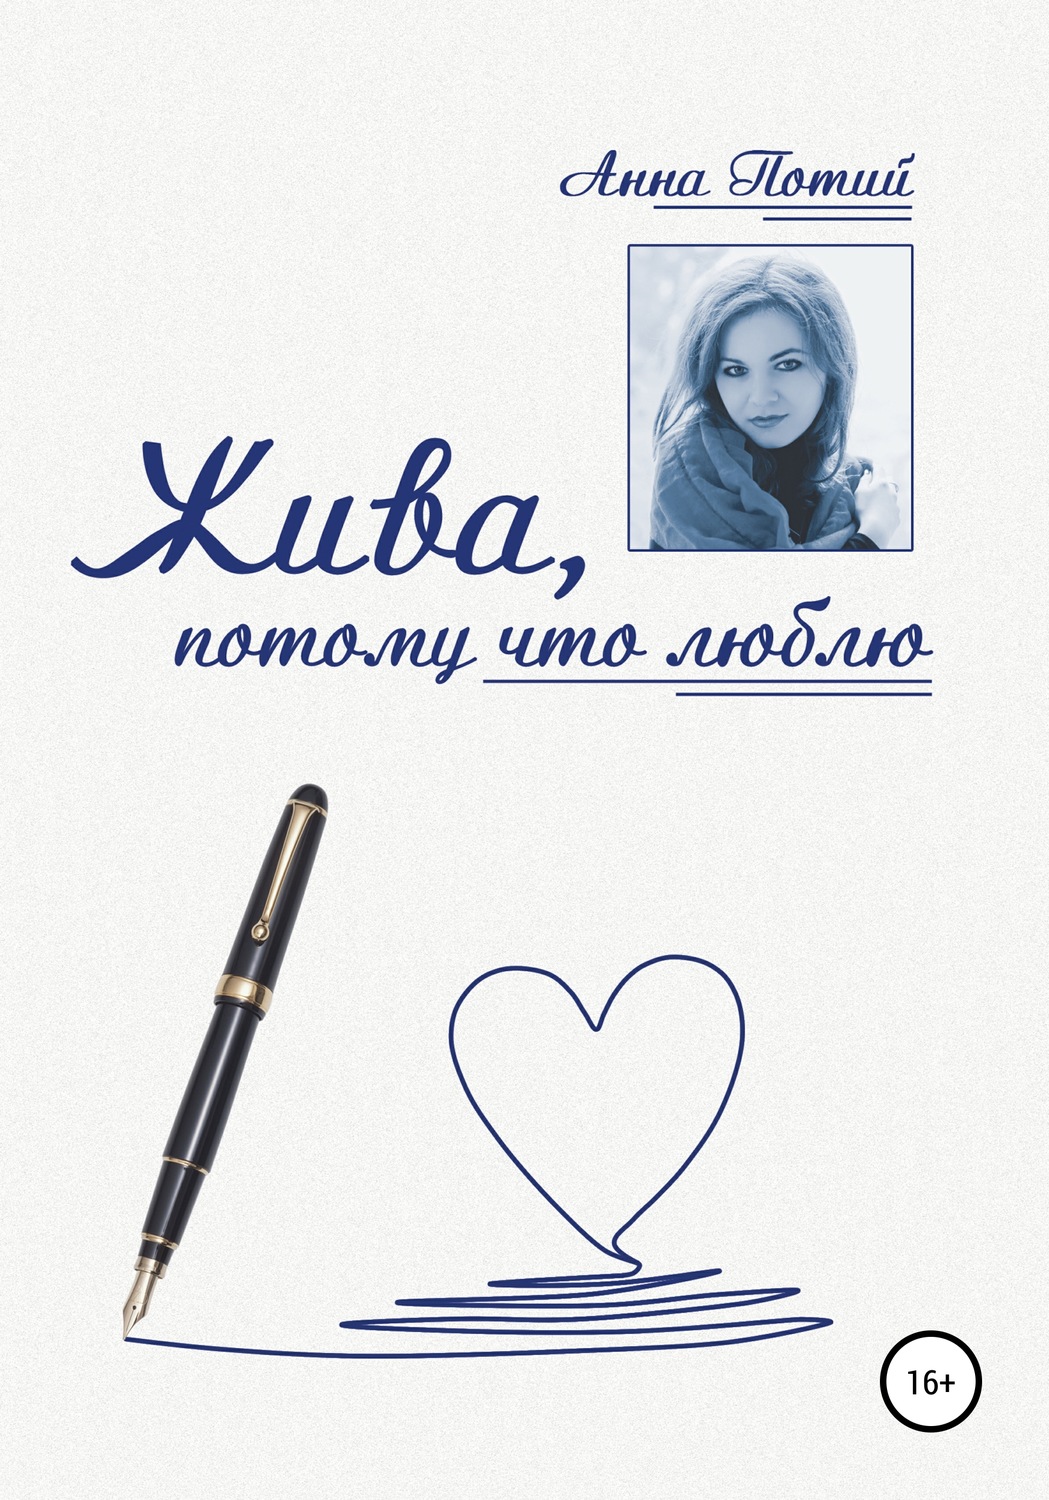 Анна Потий
Жива,
потому что люблю
16+